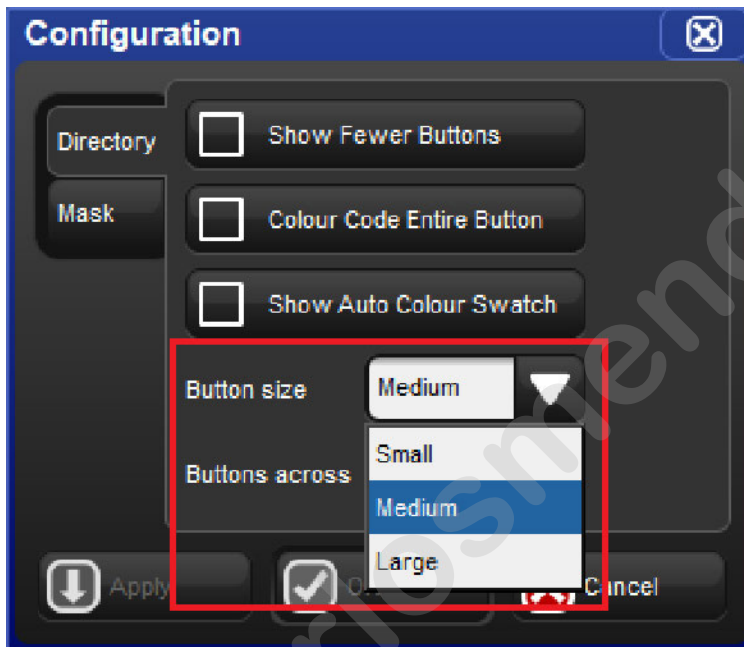 Configuration
Directory
Mask
Show Fewer Buttons
Colour Code Entire Button
Show Auto Colour Swatch
Button size
Medium
Buttons across
Small
Medium
Large
Apply
Cancel